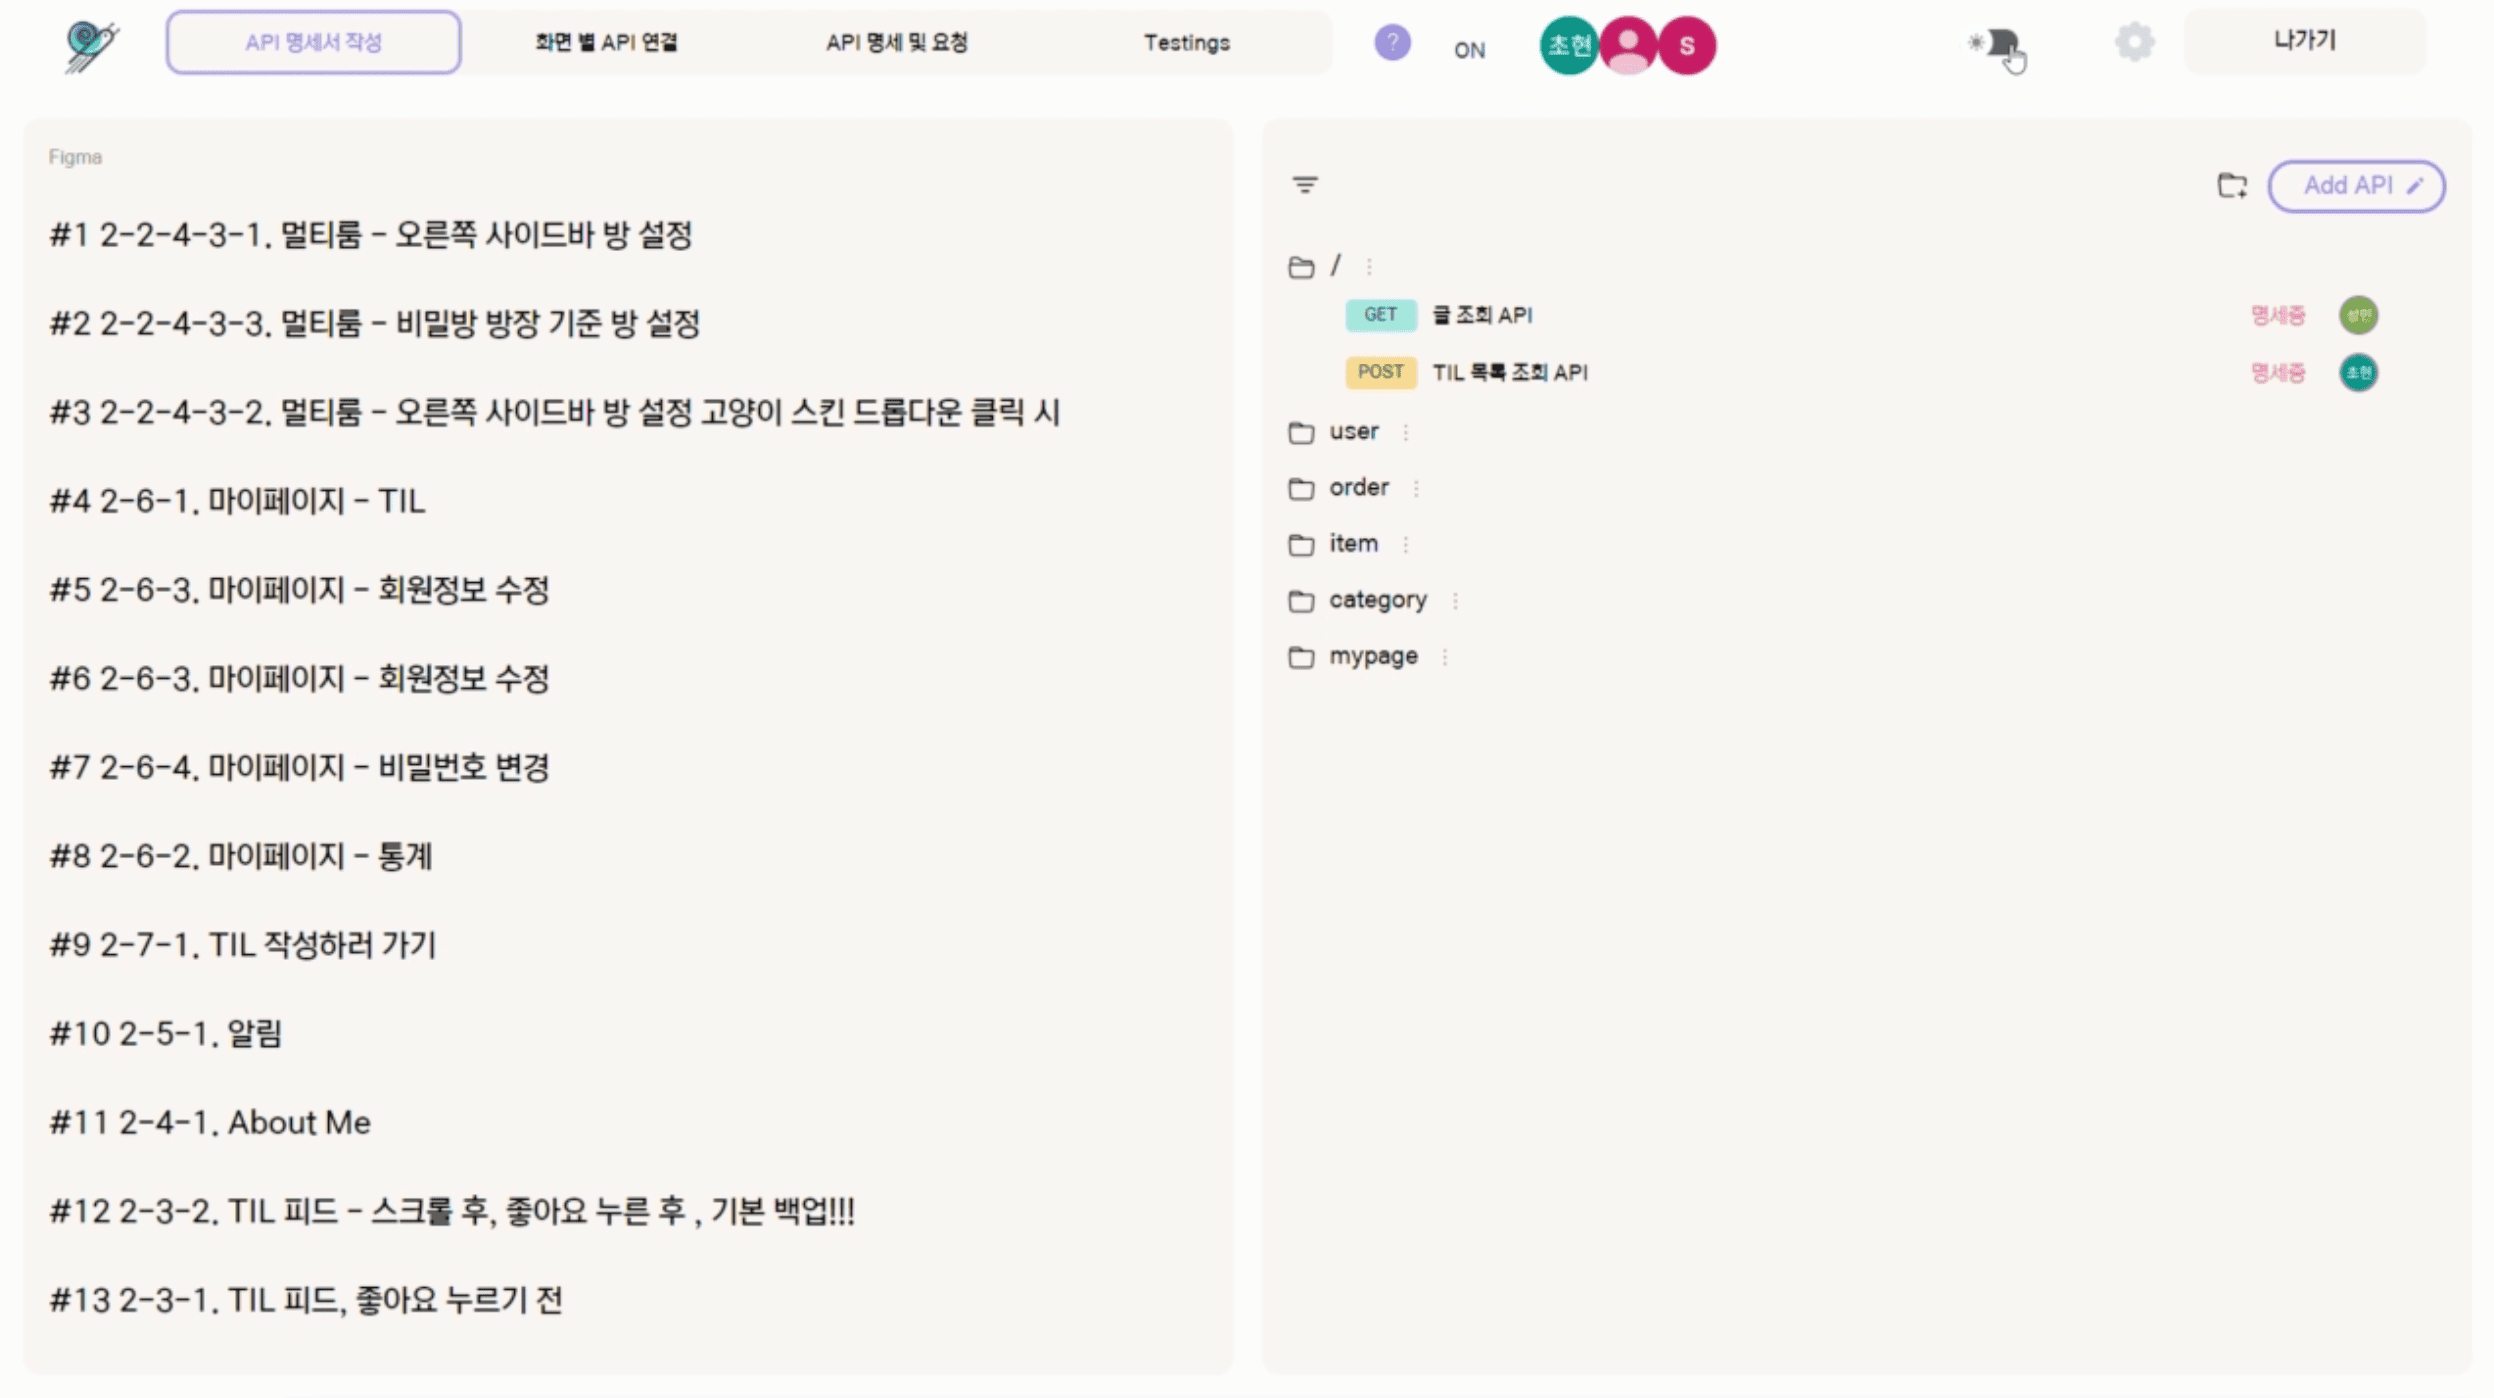 API 명세서 작성
화면 별 API 연결
API 명세 및 요청
Testings
?
ON
초현
S
나가기
Figma
#1 2-2-4-3-1. 멀티룸 - 오른쪽 사이드바 방 설정
#2 2-2-4-3-3. 멀티룸 - 비밀방 방장 기준 방 설정
#3 2-2-4-3-2. 멀티룸 - 오른쪽 사이드바 방 설정 고양이 스킨 드롭다운 클릭 시
#4 2-6-1. 마이페이지 - TIL
#5 2-6-3. 마이페이지 - 회원정보 수정
#6 2-6-3. 마이페이지 - 회원정보 수정
#7 2-6-4. 마이페이지 - 비밀번호 변경
#8 2-6-2. 마이페이지 - 통계
#9 2-7-1. TIL 작성하러 가기
#10 2-5-1. 알림
#11 2-4-1. About Me
#12 2-3-2. TIL 피드 - 스크롤 후, 좋아요 누른 후 , 기본 백업!!!
#13 2-3-1. TIL 피드, 좋아요 누르기 전
Add API
/
GET 글 조회 API 명세중
POST TIL 목록 조회 API 명세중 초현
user
order
item
category
mypage